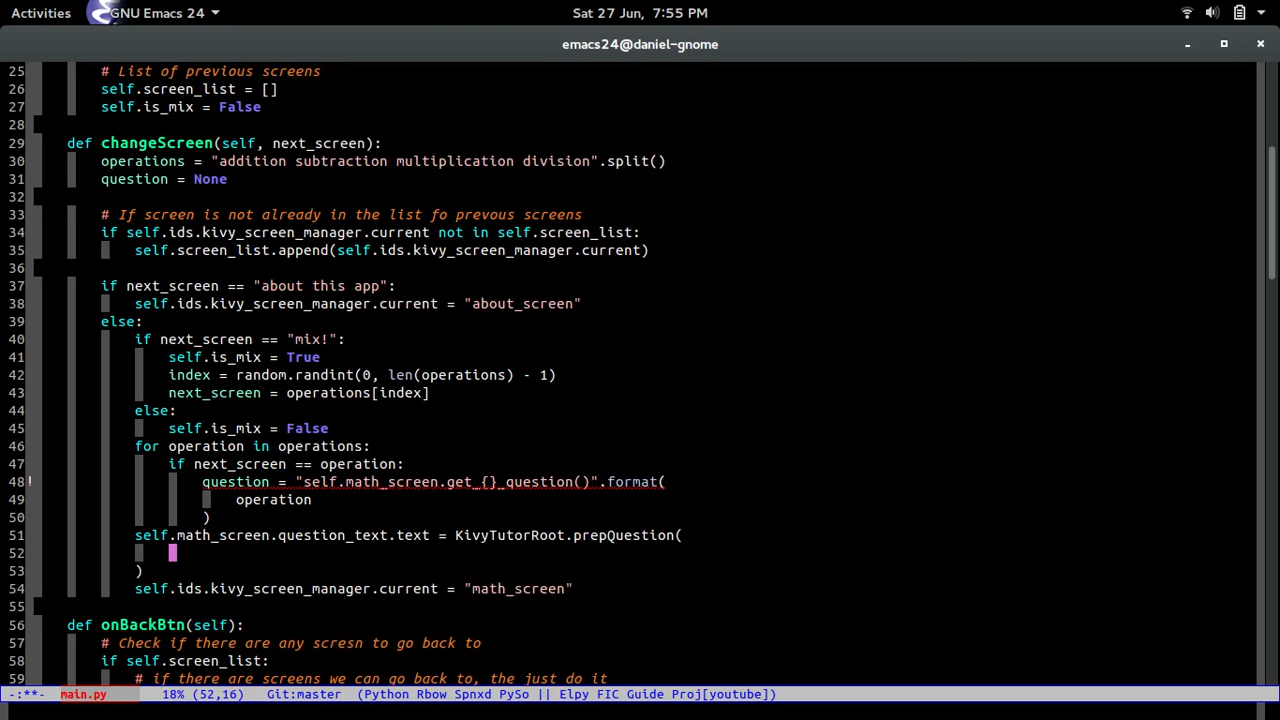 Activities GNU Emacs 24 Sat 27 Jun, 7:55 PM
emacs24@daniel-gnome
25 # List of previous screens
26 self.screen_list = []
27 self.is_mix = False
28
29 def changeScreen(self, next_screen):
30 operations = "addition subtraction multiplication division".split()
31 question = None
32
33 # If screen is not already in the list fo prevous screens
34 if self.ids.kivy_screen_manager.current not in self.screen_list:
35 self.screen_list.append(self.ids.kivy_screen_manager.current)
36
37 if next_screen == "about this app":
38 self.ids.kivy_screen_manager.current = "about_screen"
39 else:
40 if next_screen == "mix!":
41 self.is_mix = True
42 index = random.randint(0, len(operations) - 1)
43 next_screen = operations[index]
44 else:
45 self.is_mix = False
46 for operation in operations:
47 if next_screen == operation:
48 question = "self.math_screen.get_{}_question()".format(
49 operation
50 )
51 self.math_screen.question_text.text = KivyTutorRoot.prepQuestion(
52
53 )
54 self.ids.kivy_screen_manager.current = "math_screen"
55
56 def onBackBtn(self):
57 # Check if there are any scresn to go back to
58 if self.screen_list:
59 # if there are screens we can go back to, the just do it
-:**- main.py 18% (52,16) Git:master (Python Rbow Spnxd PySo || Elpy FIC Guide Proj[youtube])